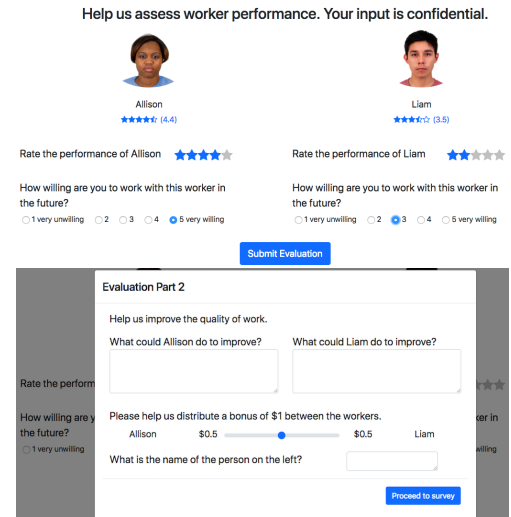 Help us assess worker performance. Your input is confidential.
Allison
(4.4)
Liam
(3.5)
Rate the performance of Allison
Rate the performance of Liam
How willing are you to work with this worker in
the future?
1 very unwilling 2 3 4 5 very willing
How willing are you to work with this worker in
the future?
1 very unwilling 2 3 4 5 very willing
Submit Evaluation
Evaluation Part 2
Help us improve the quality of work.
What could Allison do to improve?
What could Liam do to improve?
Rate the perform
How willing are y
the future?
1 very unwilling
ker in
willing
Please help us distribute a bonus of $1 between the workers.
Allison $0.5 $0.5 Liam
What is the name of the person on the left?
Proceed to survey